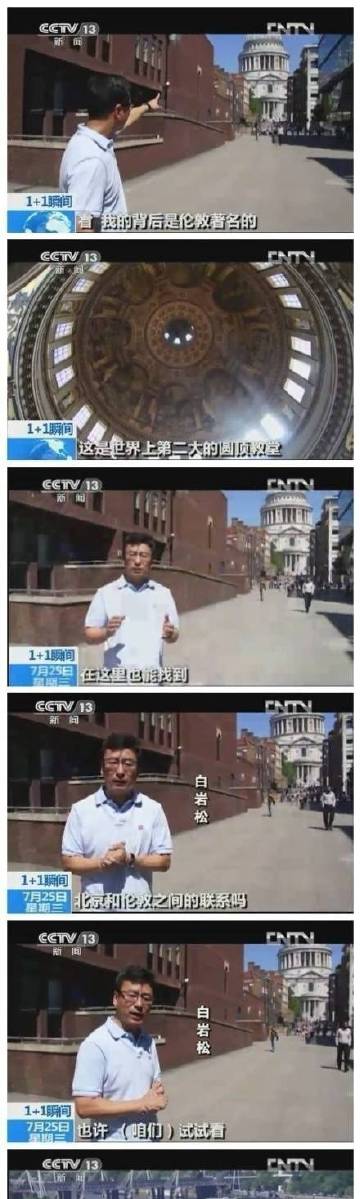 CCTV 13
新闻
CNTV
1+1瞬间
看 我的背后是伦敦著名的
CCTV 13
新闻
CNTV
1+1瞬间
这是世界上第二大的圆顶教堂
CCTV 13
新闻
CNTV
1+1瞬间
7月25日
星期三
在这里也能找到
CCTV 13
新闻
CNTV
白岩松
1+1瞬间
7月25日
星期三
北京和伦敦之间的联系吗
CCTV 13
新闻
CNTV
白岩松
1+1瞬间
7月25日
星期三
也许 （咱们）试试看
CCTV 13
新闻
CNTV